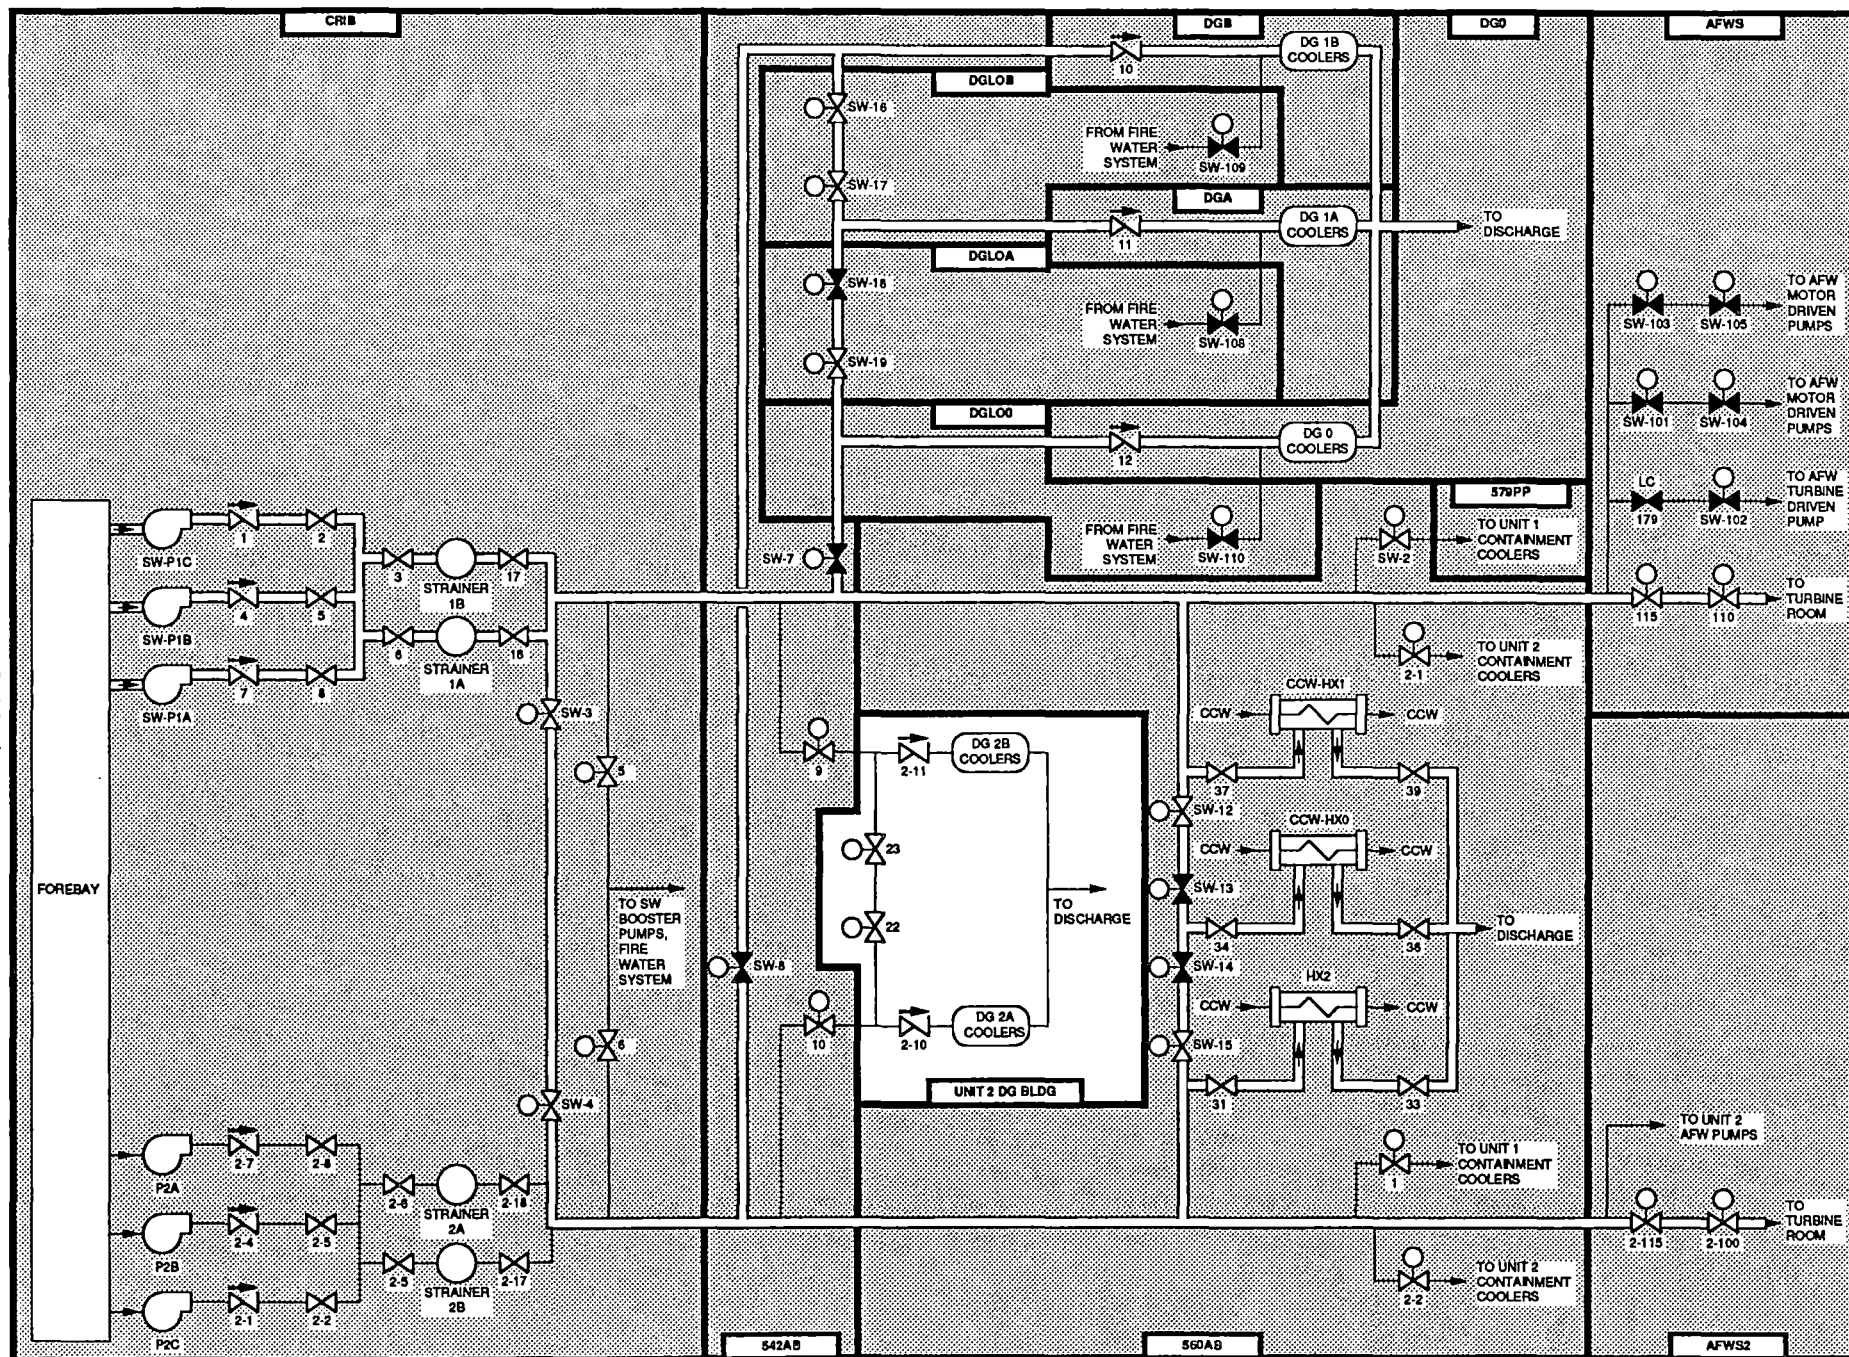 CRIB
DGB
DG0
AFWS
10
DG 1B
COOLERS
DGLOB
SW-16
FROM FIRE
WATER
SYSTEM
SW-109
SW-17
DGA
11
DG 1A
COOLERS
TO
DISCHARGE
DGLOA
SW-18
FROM FIRE
WATER
SYSTEM
SW-108
SW-19
DGLO0
12
DG 0
COOLERS
SW-103
SW-105
TO AFW
MOTOR
DRIVEN
PUMPS
SW-101
SW-104
TO AFW
MOTOR
DRIVEN
PUMPS
LC
179
SW-102
TO AFW
TURBINE
DRIVEN
PUMP
115
110
TO
TURBINE
ROOM
579PP
SW-7
FROM FIRE
WATER
SYSTEM
SW-110
SW-2
TO UNIT 1
CONTAINMENT
COOLERS
2-1
TO UNIT 2
CONTAINMENT
COOLERS
FOREBAY
SW-P1C
1
2
SW-P1B
4
5
SW-P1A
7
8
3
STRAINER
1B
17
6
STRAINER
1A
18
SW-3
5
TO SW
BOOSTER
PUMPS,
FIRE
WATER
SYSTEM
6
SW-4
SW-8
9
2-11
DG 2B
COOLERS
23
22
TO
DISCHARGE
10
2-10
DG 2A
COOLERS
UNIT 2 DG BLDG
CCW-HX1
CCW
CCW
37
39
SW-12
CCW-HX0
CCW
CCW
SW-13
34
36
TO
DISCHARGE
SW-14
HX2
CCW
CCW
SW-15
31
33
P2A
2-7
2-8
P2B
2-4
2-5
P2C
2-1
2-2
2-6
STRAINER
2A
2-18
2-5
STRAINER
2B
2-17
1
TO UNIT 1
CONTAINMENT
COOLERS
2-2
TO UNIT 2
CONTAINMENT
COOLERS
TO UNIT 2
AFW PUMPS
2-115
2-100
TO
TURBINE
ROOM
542AB
560AB
AFWS2